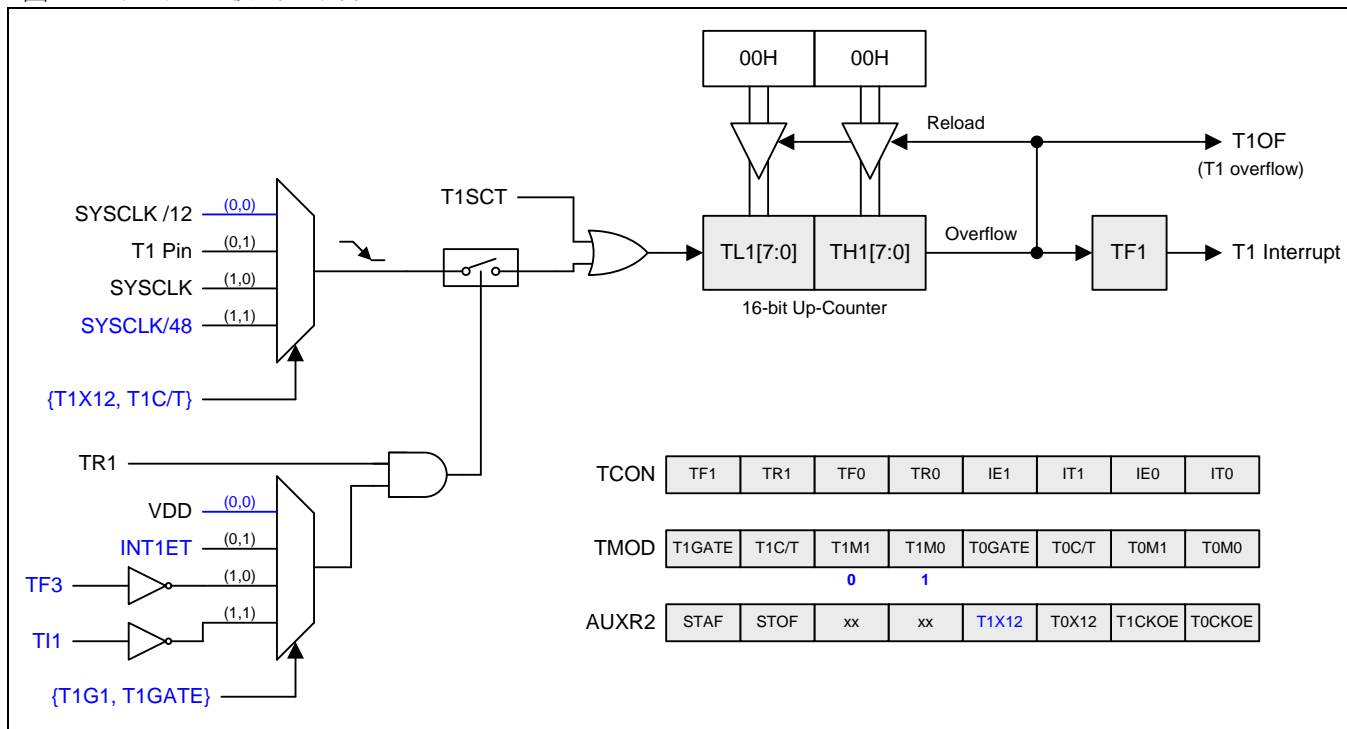 00H 00H
Reload
T1OF
(T1 overflow)
T1SCT
SYSCLK /12 (0,0)
T1 Pin (0,1)
SYSCLK (1,0)
SYSCLK/48 (1,1)
{T1X12, T1C/T}
TL1[7:0] TH1[7:0]
Overflow
TF1
T1 Interrupt
16-bit Up-Counter
TR1
VDD (0,0)
INT1ET (0,1)
TF3 (1,0)
TI1 (1,1)
{T1G1, T1GATE}
TCON TF1 TR1 TF0 TR0 IE1 IT1 IE0 IT0
TMOD T1GATE T1C/T T1M1 T1M0 T0GATE T0C/T T0M1 T0M0
0 1
AUXR2 STAF STOF xx xx T1X12 T0X12 T1CKOE T0CKOE